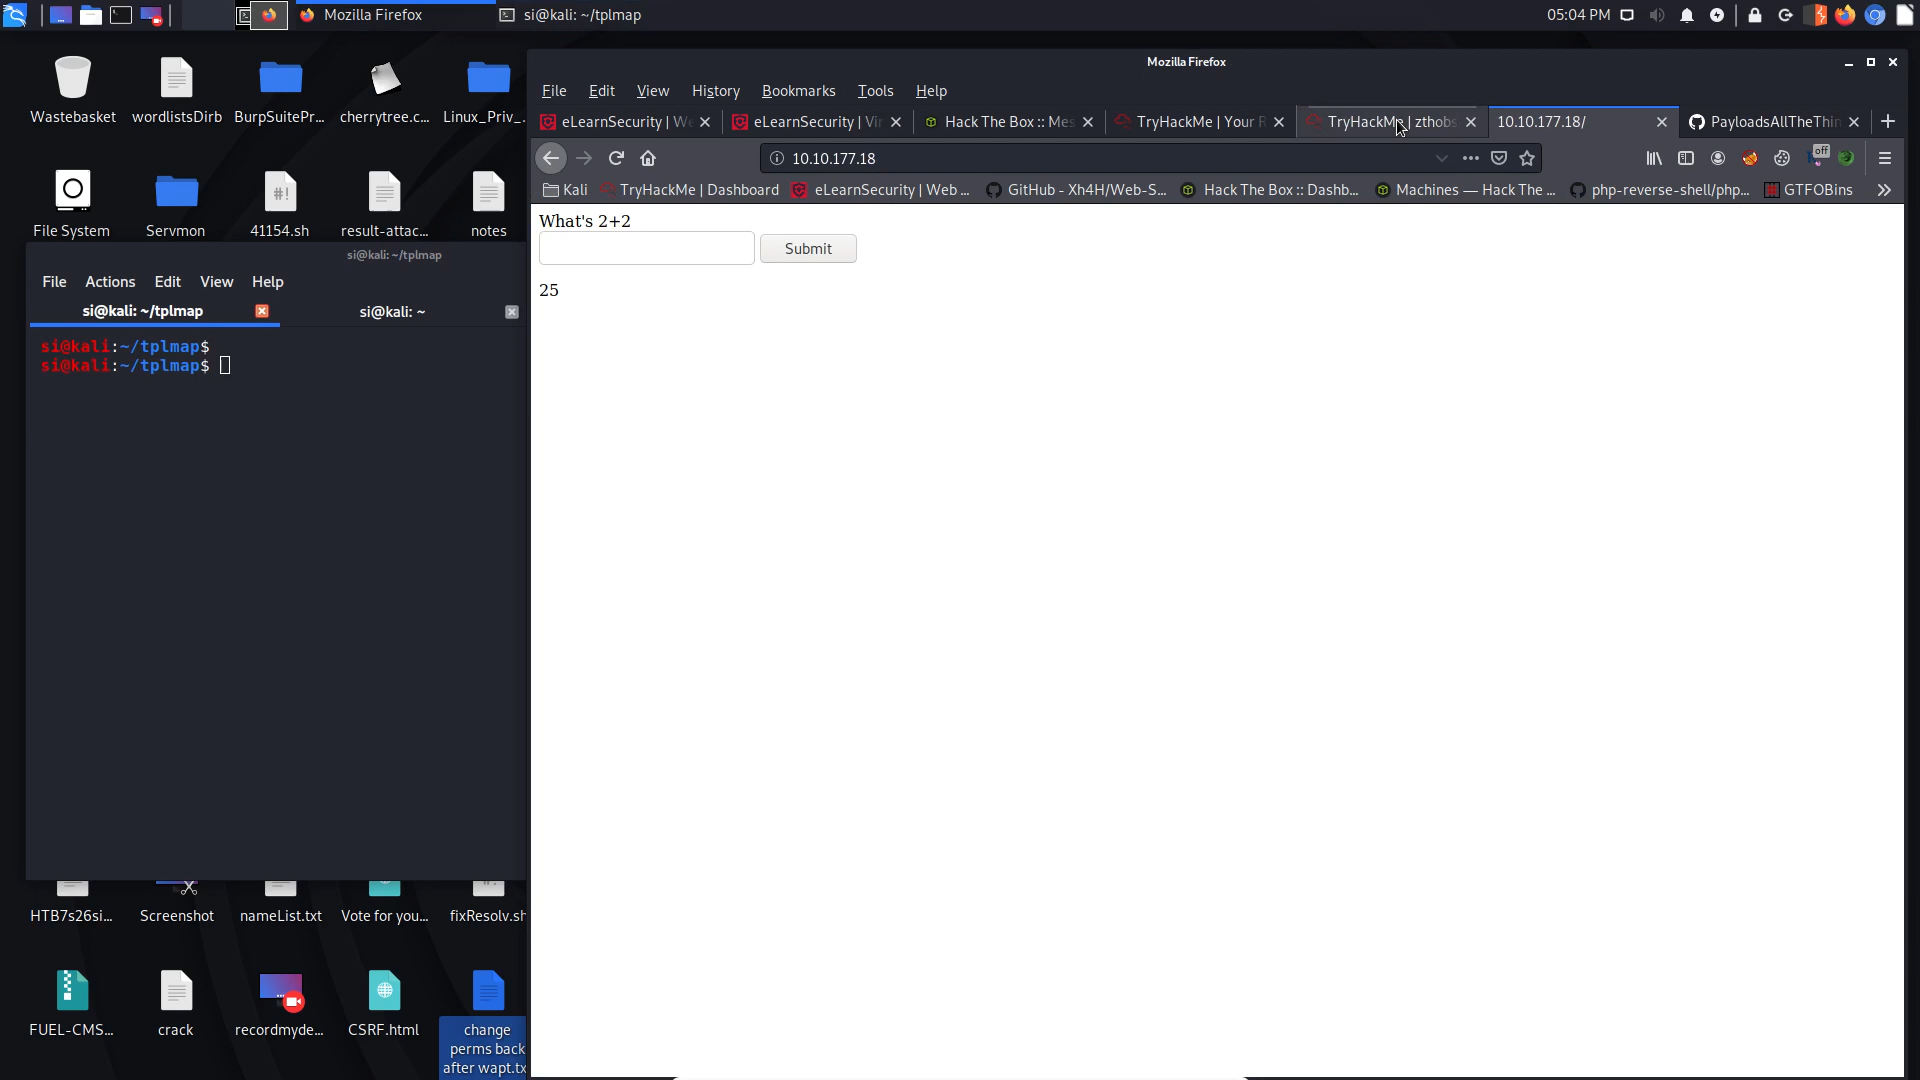 Mozilla Firefox
si@kali: ~/tplmap
05:04 PM
Wastebasket
wordlistsDirb
BurpSuitePr...
cherrytree.c...
Linux_Priv_...
File System
Servmon
#!
41154.sh
result-attac...
notes
si@kali: ~/tplmap
File Actions Edit View Help
si@kali: ~/tplmap
si@kali: ~
si@kali:~/tplmap$
si@kali:~/tplmap$
HTB7s26si...
Screenshot
nameList.txt
Vote for you...
fixResolv.sh
FUEL-CMS...
crack
recordmyde...
CSRF.html
change
perms back
after wapt.tx
Mozilla Firefox
File Edit View History Bookmarks Tools Help
eLearnSecurity | We
eLearnSecurity | Vir
Hack The Box :: Mes
TryHackMe | Your R
TryHackMe | zthobs
10.10.177.18/
PayloadsAllTheThin
10.10.177.18
off
Kali
TryHackMe | Dashboard
eLearnSecurity | Web ...
GitHub - Xh4H/Web-S...
Hack The Box :: Dashb...
Machines — Hack The ...
php-reverse-shell/php...
GTFOBins
What's 2+2
Submit
25